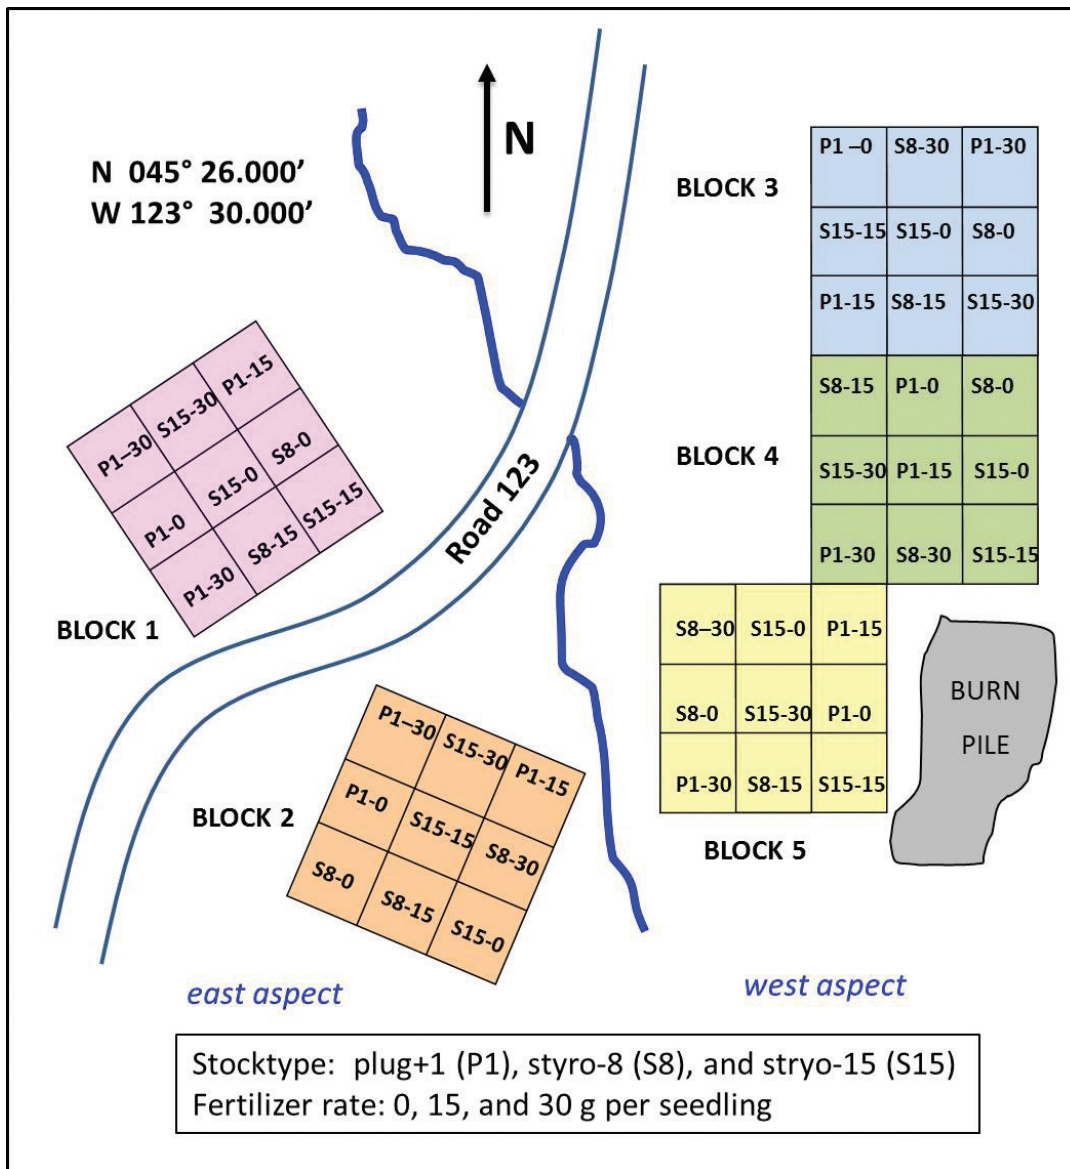 N 045° 26.000’
W 123° 30.000’
N
BLOCK 3
P1 –0 S8-30 P1-30
S15-15 S15-0 S8-0
P1-15 S8-15 S15-30
BLOCK 4
S8-15 P1-0 S8-0
S15-30 P1-15 S15-0
P1-30 S8-30 S15-15
P1–30 S15-30 P1-15
P1-0 S15-0 S8-0
P1-30 S8-15 S15-15
BLOCK 1
Road 123
P1–30 S15-30 P1-15
P1-0 S15-15 S8-30
S8-0 S8-15 S15-0
BLOCK 2
S8–30 S15-0 P1-15
S8-0 S15-30 P1-0
P1-30 S8-15 S15-15
BLOCK 5
BURN
PILE
east aspect
west aspect
Stocktype: plug+1 (P1), styro-8 (S8), and stryo-15 (S15)
Fertilizer rate: 0, 15, and 30 g per seedling